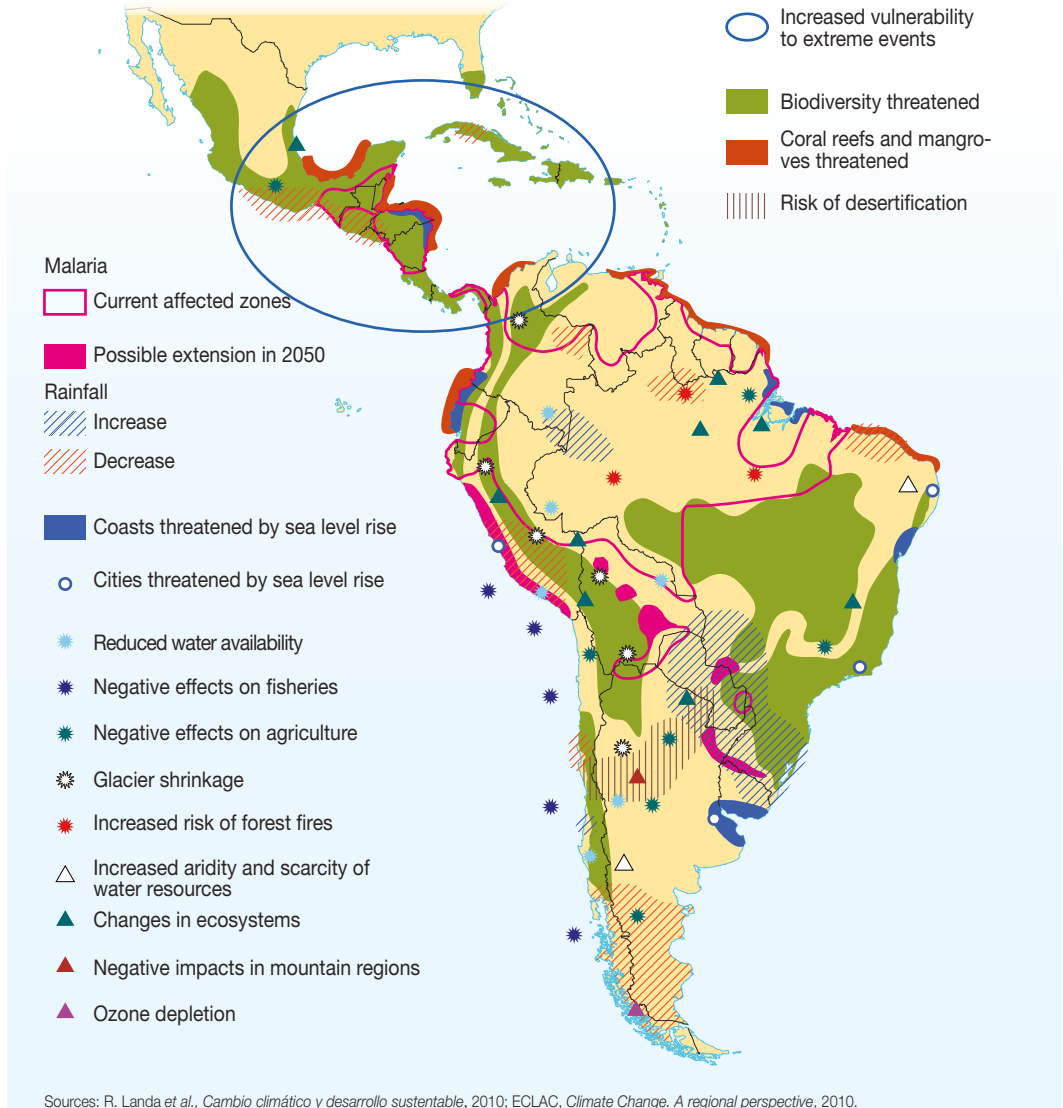 Increased vulnerability
to extreme events
Biodiversity threatened
Coral reefs and mangro-
ves threatened
Risk of desertification
Malaria
Current affected zones
Possible extension in 2050
Rainfall
Increase
Decrease
Coasts threatened by sea level rise
Cities threatened by sea level rise
Reduced water availability
Negative effects on fisheries
Negative effects on agriculture
Glacier shrinkage
Increased risk of forest fires
Increased aridity and scarcity of
water resources
Changes in ecosystems
Negative impacts in mountain regions
Ozone depletion
Sources: R. Landa et al., Cambio climático y desarrollo sustentable, 2010; ECLAC, Climate Change. A regional perspective, 2010.